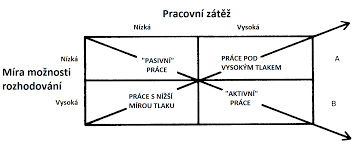 Pracovní zátěž
Nízká Vysoká
Nízká
Míra možnosti
rozhodování
Vysoká
"PASIVNÍ"
PRÁCE
PRÁCE POD
VYSOKÝM TLAKEM
PRÁCE S NIŽŠÍ
MÍROU TLAKU
"AKTIVNÍ"
PRÁCE
A
B